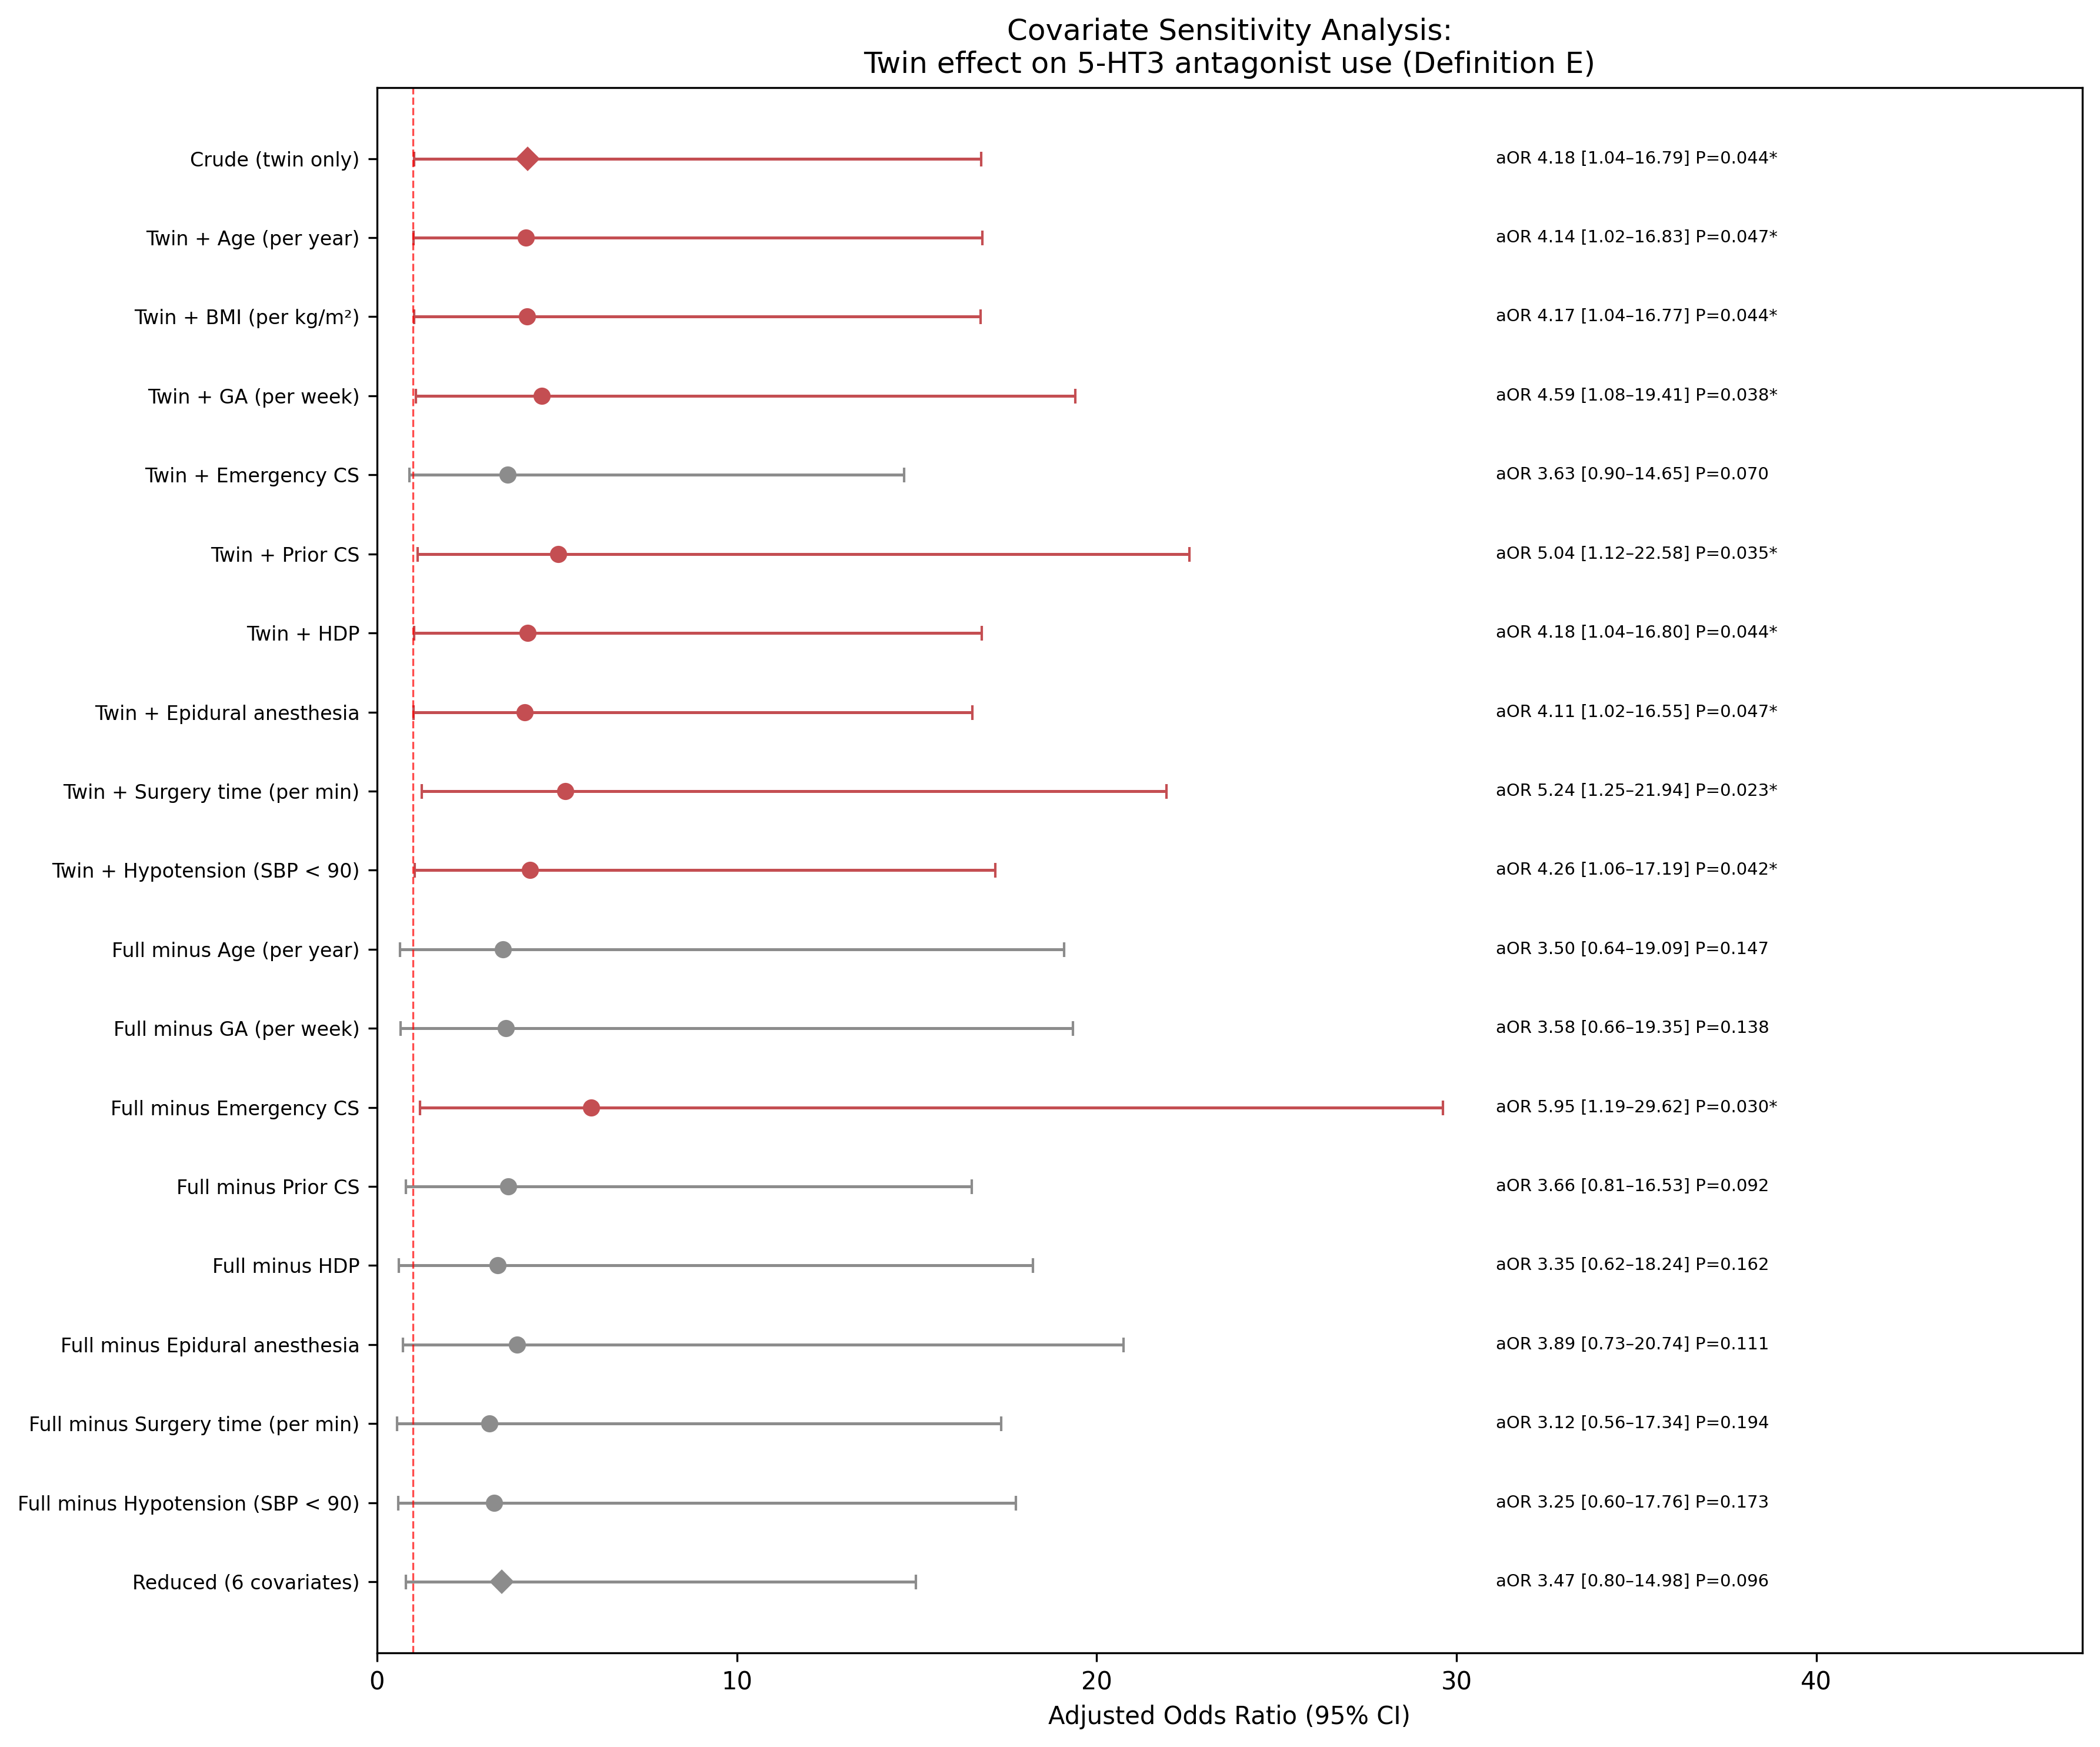 Covariate Sensitivity Analysis:
Twin effect on 5-HT3 antagonist use (Definition E)
Crude (twin only) aOR 4.18 [1.04–16.79] P=0.044*
Twin + Age (per year) aOR 4.14 [1.02–16.83] P=0.047*
Twin + BMI (per kg/m²) aOR 4.17 [1.04–16.77] P=0.044*
Twin + GA (per week) aOR 4.59 [1.08–19.41] P=0.038*
Twin + Emergency CS aOR 3.63 [0.90–14.65] P=0.070
Twin + Prior CS aOR 5.04 [1.12–22.58] P=0.035*
Twin + HDP aOR 4.18 [1.04–16.80] P=0.044*
Twin + Epidural anesthesia aOR 4.11 [1.02–16.55] P=0.047*
Twin + Surgery time (per min) aOR 5.24 [1.25–21.94] P=0.023*
Twin + Hypotension (SBP < 90) aOR 4.26 [1.06–17.19] P=0.042*
Full minus Age (per year) aOR 3.50 [0.64–19.09] P=0.147
Full minus GA (per week) aOR 3.58 [0.66–19.35] P=0.138
Full minus Emergency CS aOR 5.95 [1.19–29.62] P=0.030*
Full minus Prior CS aOR 3.66 [0.81–16.53] P=0.092
Full minus HDP aOR 3.35 [0.62–18.24] P=0.162
Full minus Epidural anesthesia aOR 3.89 [0.73–20.74] P=0.111
Full minus Surgery time (per min) aOR 3.12 [0.56–17.34] P=0.194
Full minus Hypotension (SBP < 90) aOR 3.25 [0.60–17.76] P=0.173
Reduced (6 covariates) aOR 3.47 [0.80–14.98] P=0.096
0 10 20 30 40
Adjusted Odds Ratio (95% CI)